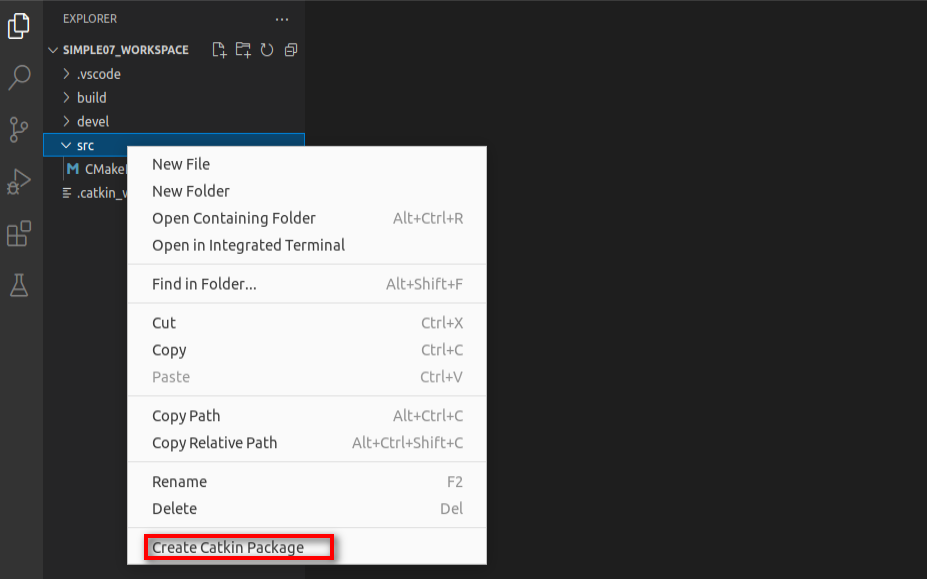 EXPLORER
SIMPLE07_WORKSPACE
.vscode
build
devel
src
CMake
.catkin_w
New File
New Folder
Open Containing Folder Alt+Ctrl+R
Open in Integrated Terminal
Find in Folder... Alt+Shift+F
Cut Ctrl+X
Copy Ctrl+C
Paste Ctrl+V
Copy Path Alt+Ctrl+C
Copy Relative Path Alt+Ctrl+Shift+C
Rename F2
Delete Del
Create Catkin Package